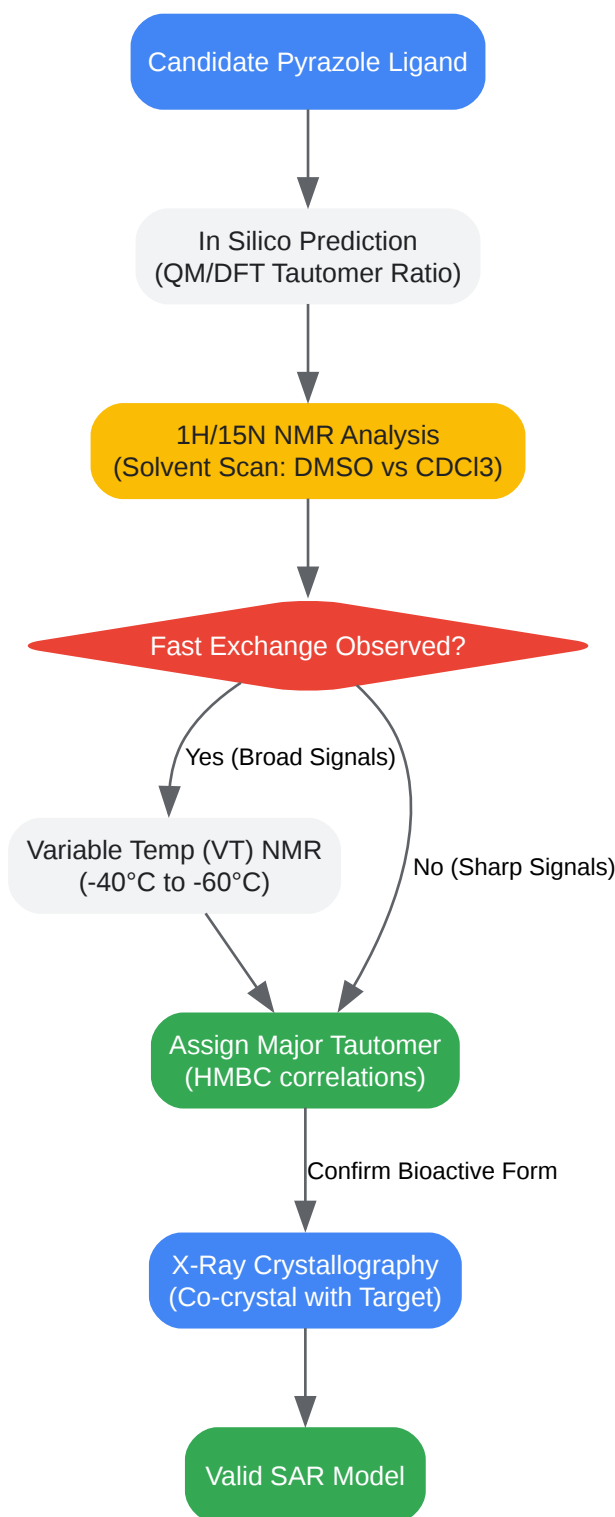 Candidate Pyrazole Ligand
In Silico Prediction
(QM/DFT Tautomer Ratio)
1H/15N NMR Analysis
(Solvent Scan: DMSO vs CDCl3)
Fast Exchange Observed?
Yes (Broad Signals)
Variable Temp (VT) NMR
(-40°C to -60°C)
No (Sharp Signals)
Assign Major Tautomer
(HMBC correlations)
Confirm Bioactive Form
X-Ray Crystallography
(Co-crystal with Target)
Valid SAR Model